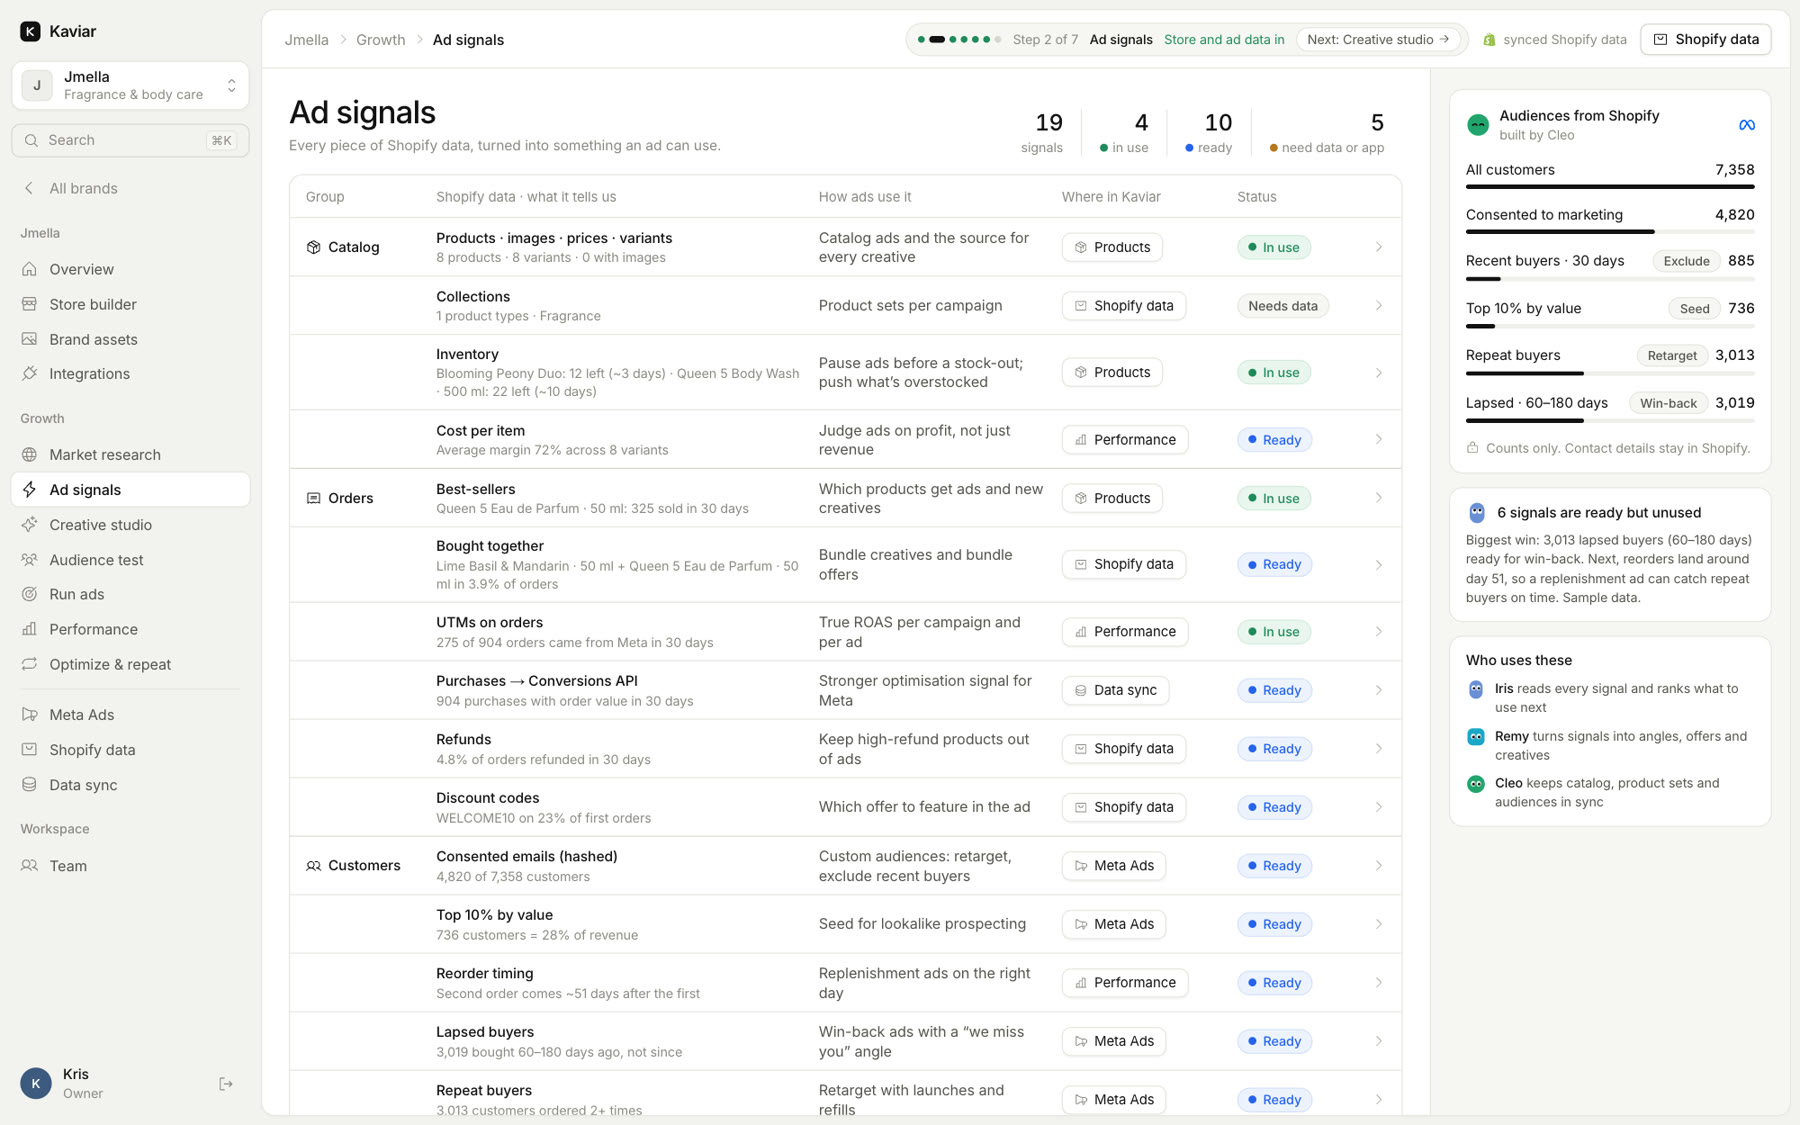 Kaviar
J
Jmella
Fragrance & body care
Search
⌘K
All brands
Jmella
Overview
Store builder
Brand assets
Integrations
Growth
Market research
Ad signals
Creative studio
Audience test
Run ads
Performance
Optimize & repeat
Meta Ads
Shopify data
Data sync
Workspace
Team
K
Kris
Owner
Jmella
Growth
Ad signals
Step 2 of 7
Ad signals
Store and ad data in
Next: Creative studio →
synced Shopify data
Shopify data
Ad signals
Every piece of Shopify data, turned into something an ad can use.
19
signals
4
in use
10
ready
5
need data or app
Group
Shopify data · what it tells us
How ads use it
Where in Kaviar
Status
Catalog
Products · images · prices · variants
8 products · 8 variants · 0 with images
Catalog ads and the source for
every creative
Products
In use
Collections
1 product types · Fragrance
Product sets per campaign
Shopify data
Needs data
Inventory
Blooming Peony Duo: 12 left (~3 days) · Queen 5 Body Wash
· 500 ml: 22 left (~10 days)
Pause ads before a stock-out;
push what's overstocked
Products
In use
Cost per item
Average margin 72% across 8 variants
Judge ads on profit, not just
revenue
Performance
Ready
Orders
Best-sellers
Queen 5 Eau de Parfum · 50 ml: 325 sold in 30 days
Which products get ads and new
creatives
Products
In use
Bought together
Lime Basil & Mandarin · 50 ml + Queen 5 Eau de Parfum · 50
ml in 3.9% of orders
Bundle creatives and bundle
offers
Shopify data
Ready
UTMs on orders
275 of 904 orders came from Meta in 30 days
True ROAS per campaign and
per ad
Performance
In use
Purchases → Conversions API
904 purchases with order value in 30 days
Stronger optimisation signal for
Meta
Data sync
Ready
Refunds
4.8% of orders refunded in 30 days
Keep high-refund products out
of ads
Shopify data
Ready
Discount codes
WELCOME10 on 23% of first orders
Which offer to feature in the ad
Shopify data
Ready
Customers
Consented emails (hashed)
4,820 of 7,358 customers
Custom audiences: retarget,
exclude recent buyers
Meta Ads
Ready
Top 10% by value
736 customers = 28% of revenue
Seed for lookalike prospecting
Meta Ads
Ready
Reorder timing
Second order comes ~51 days after the first
Replenishment ads on the right
day
Performance
Ready
Lapsed buyers
3,019 bought 60–180 days ago, not since
Win-back ads with a “we miss
you” angle
Meta Ads
Ready
Repeat buyers
3,013 customers ordered 2+ times
Retarget with launches and
refills
Meta Ads
Ready
Audiences from Shopify
built by Cleo
All customers
7,358
Consented to marketing
4,820
Recent buyers · 30 days
Exclude
885
Top 10% by value
Seed
736
Repeat buyers
Retarget
3,013
Lapsed · 60–180 days
Win-back
3,019
Counts only. Contact details stay in Shopify.
6 signals are ready but unused
Biggest win: 3,013 lapsed buyers (60–180 days)
ready for win-back. Next, reorders land around
day 51, so a replenishment ad can catch repeat
buyers on time. Sample data.
Who uses these
Iris reads every signal and ranks what to
use next
Remy turns signals into angles, offers and
creatives
Cleo keeps catalog, product sets and
audiences in sync